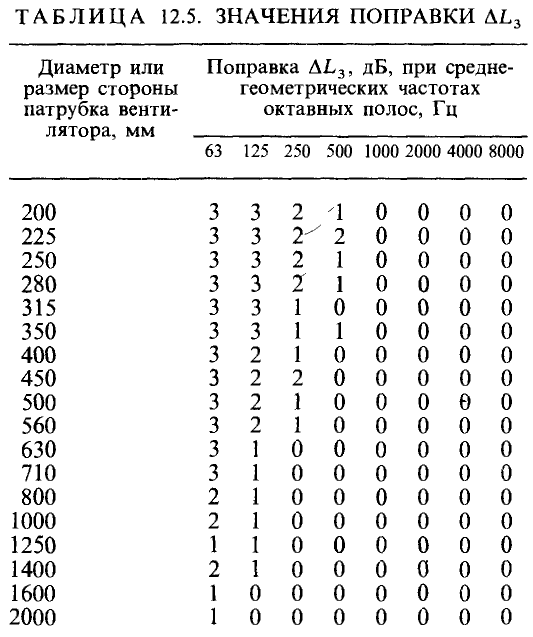 ТАБЛИЦА 12.5. ЗНАЧЕНИЯ ПОПРАВКИ ΔL₃
Диаметр или размер стороны патрубка венти-лятора, мм
Поправка ΔL₃, дБ, при средне-
геометрических частотах
октавных полос, Гц
63 125 250 500 1000 2000 4000 8000
200 3 3 2 1 0 0 0 0
225 3 3 2 2 0 0 0 0
250 3 3 2 1 0 0 0 0
280 3 3 2 1 0 0 0 0
315 3 3 1 0 0 0 0 0
350 3 3 1 1 0 0 0 0
400 3 2 1 0 0 0 0 0
450 3 2 2 0 0 0 0 0
500 3 2 1 0 0 0 0 0
560 3 2 1 0 0 0 0 0
630 3 1 0 0 0 0 0 0
710 3 1 0 0 0 0 0 0
800 2 1 0 0 0 0 0 0
1000 2 1 0 0 0 0 0 0
1250 1 1 0 0 0 0 0 0
1400 2 1 0 0 0 0 0 0
1600 1 0 0 0 0 0 0 0
2000 1 0 0 0 0 0 0 0